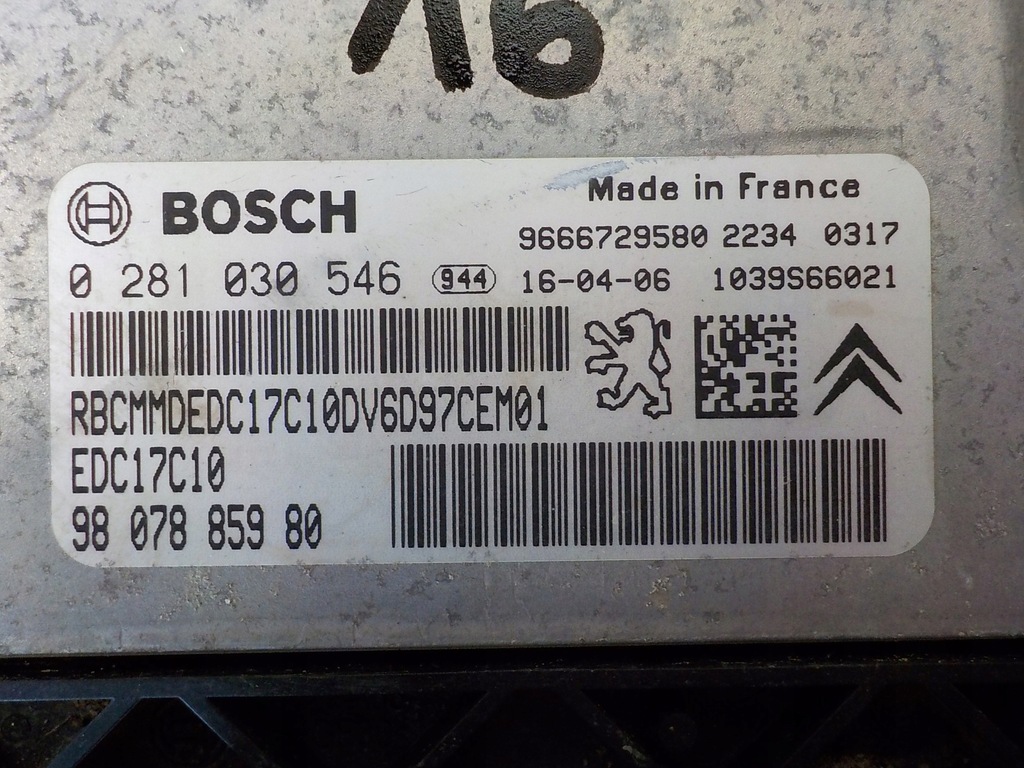 16
BOSCH
Made in France
9666729580 2234 0317
0 281 030 546 944 16-04-06 1039S66021
RBCMMDEDC17C10DV6D97CEM01
EDC17C10
98 078 859 80